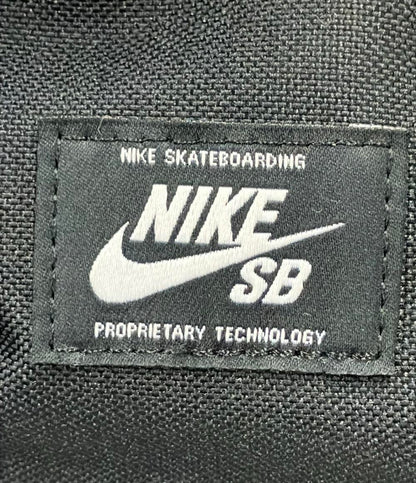 NIKE SKATEBOARDING
NIKE
SB
PROPRIETARY TECHNOLOGY